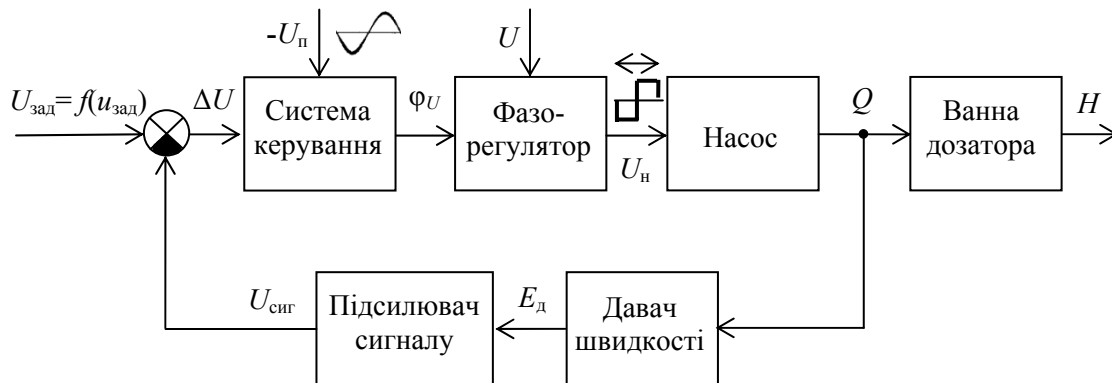 -Uп
U
Uзад= f(uзад)
ΔU
Система
керування
φU
Фазо-
регулятор
Uн
Насос
Q
Ванна
дозатора
H
Uсиг
Підсилювач
сигналу
Eд
Давач
швидкості